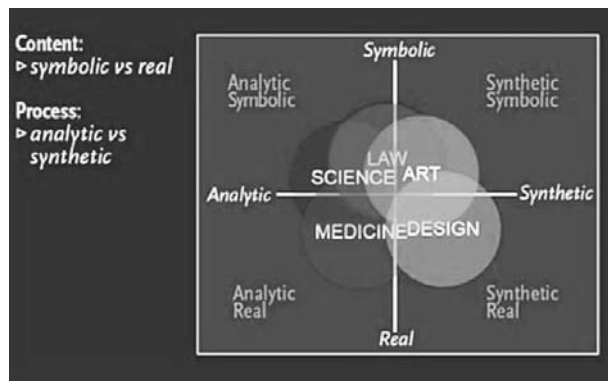 Content:
▹ symbolic vs real
Process:
▹ analytic vs
synthetic
Symbolic
Analytic
Symbolic
Synthetic
Symbolic
LAW
SCIENCE
ART
Analytic
Synthetic
MEDICINE
DESIGN
Analytic
Real
Synthetic
Real
Real